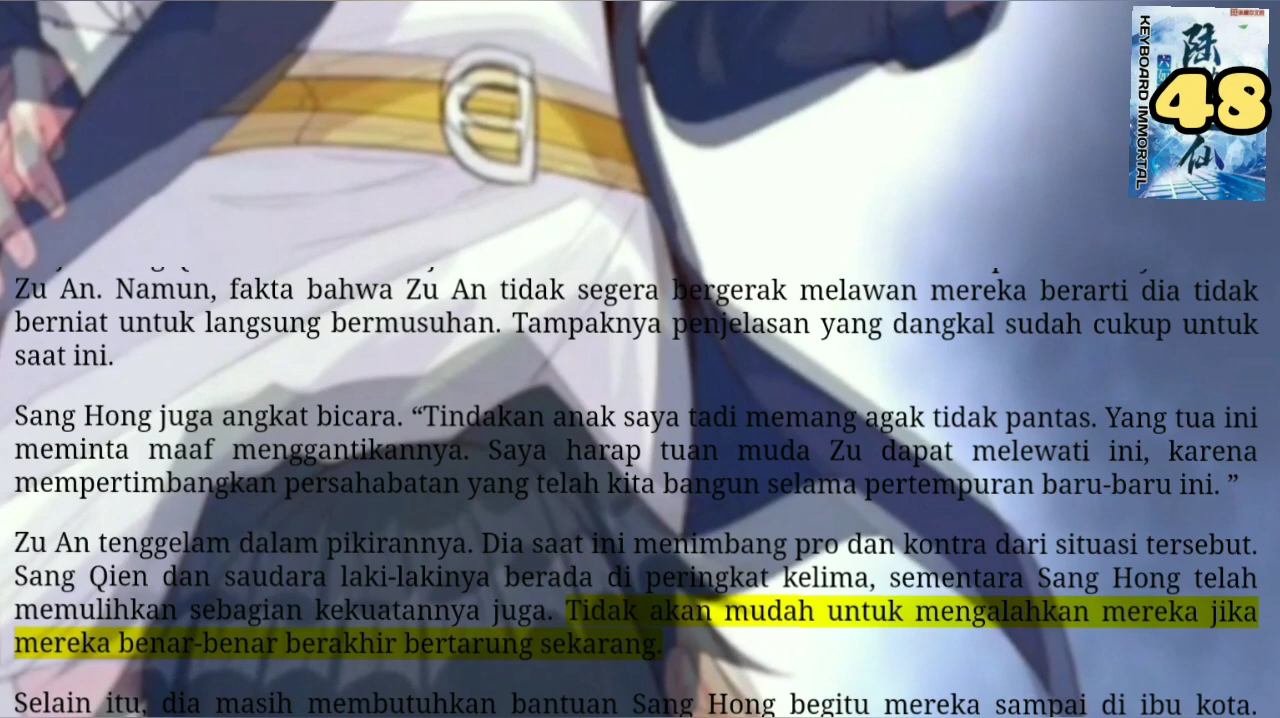 KEYBOARD IMMORTAL
48
Zu An. Namun, fakta bahwa Zu An tidak segera bergerak melawan mereka berarti dia tidak
berniat untuk langsung bermusuhan. Tampaknya penjelasan yang dangkal sudah cukup untuk
saat ini.
Sang Hong juga angkat bicara. “Tindakan anak saya tadi memang agak tidak pantas. Yang tua ini
meminta maaf menggantikannya. Saya harap tuan muda Zu dapat melewati ini, karena
mempertimbangkan persahabatan yang telah kita bangun selama pertempuran baru-baru ini. ”
Zu An tenggelam dalam pikirannya. Dia saat ini menimbang pro dan kontra dari situasi tersebut.
Sang Qien dan saudara laki-lakinya berada di peringkat kelima, sementara Sang Hong telah
memulihkan sebagian kekuatannya juga. Tidak akan mudah untuk mengalahkan mereka jika
mereka benar-benar berakhir bertarung sekarang.
Selain itu, dia masih membutuhkan bantuan Sang Hong begitu mereka sampai di ibu kota.